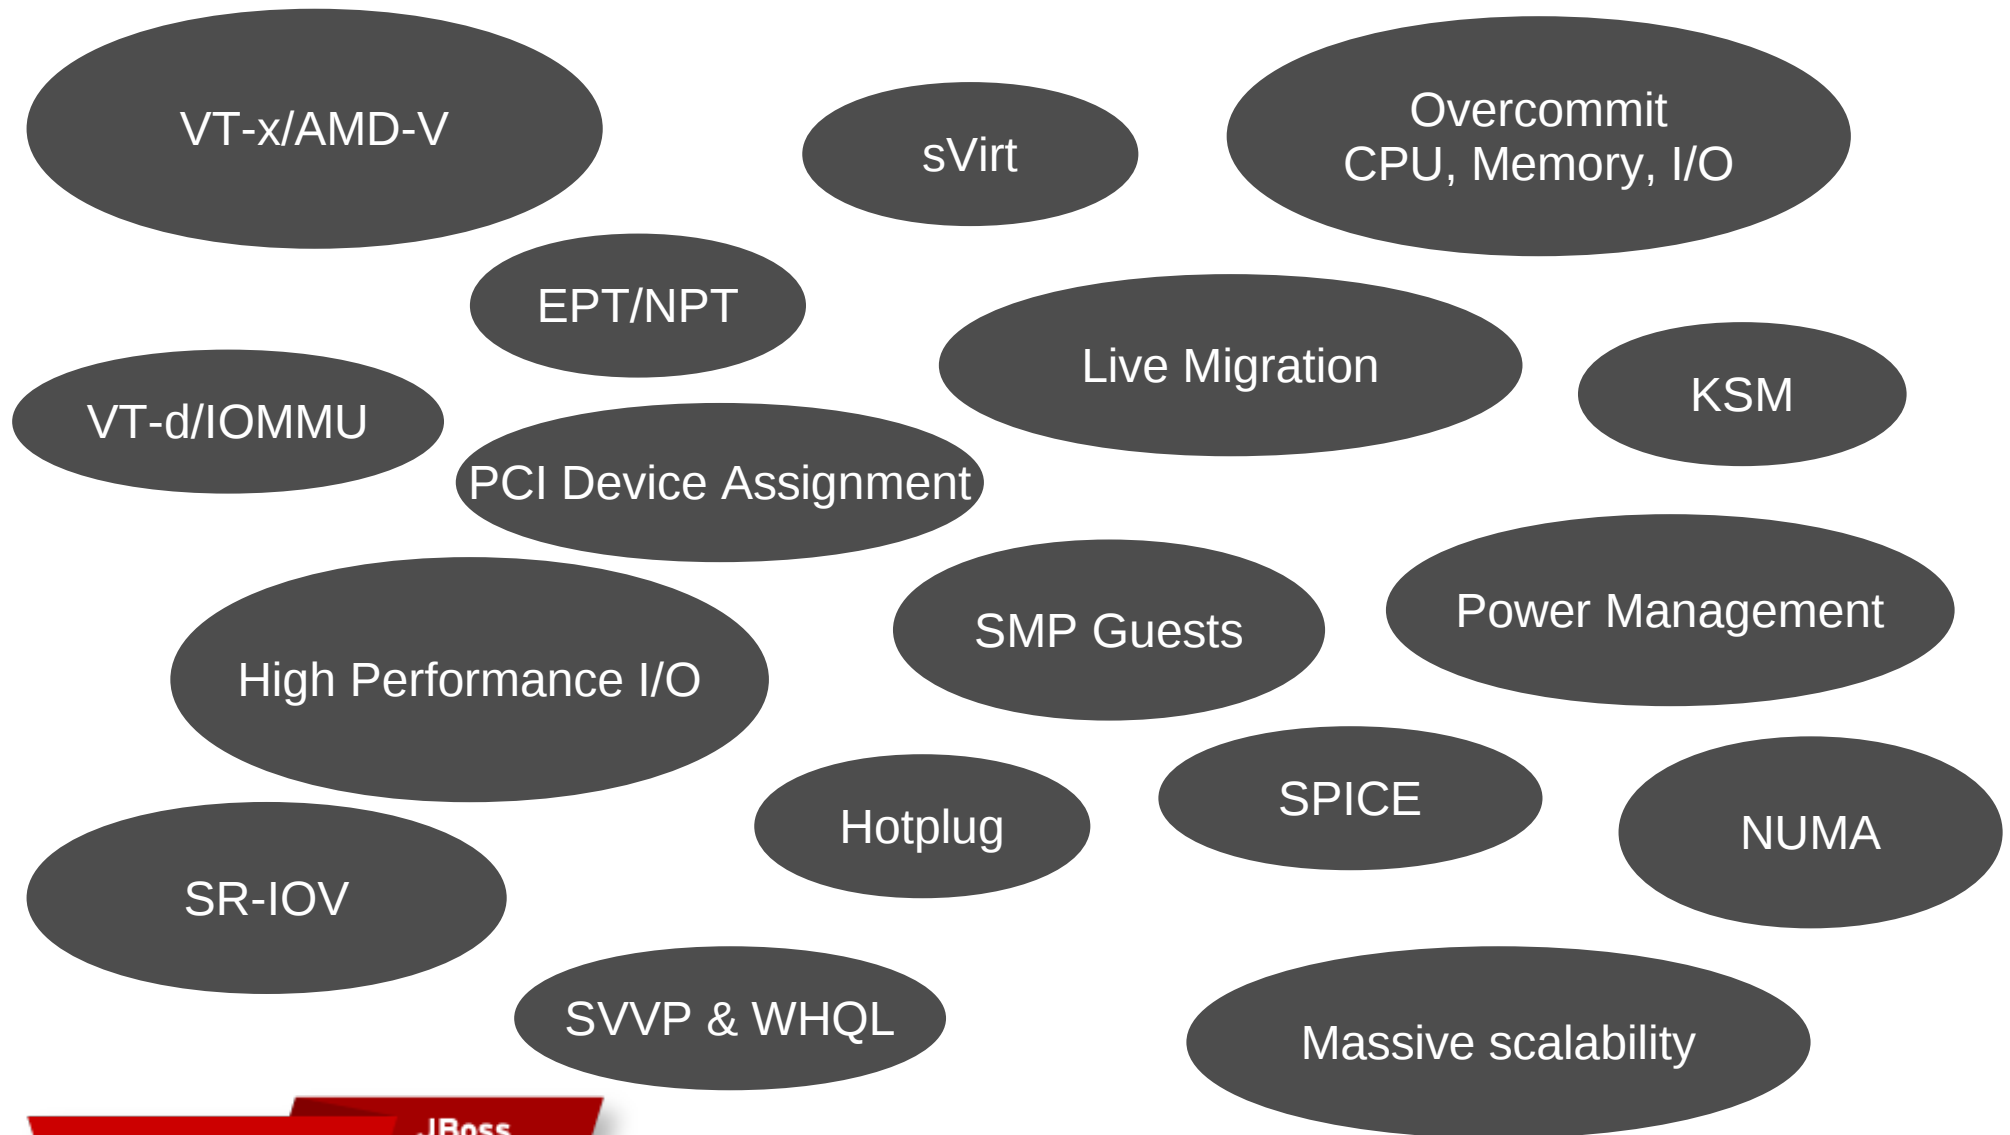 VT-x/AMD-V
sVirt
Overcommit
CPU, Memory, I/O
EPT/NPT
Live Migration
KSM
VT-d/IOMMU
PCI Device Assignment
SMP Guests
Power Management
High Performance I/O
Hotplug
SPICE
NUMA
SR-IOV
SVVP & WHQL
Massive scalability
JBoss